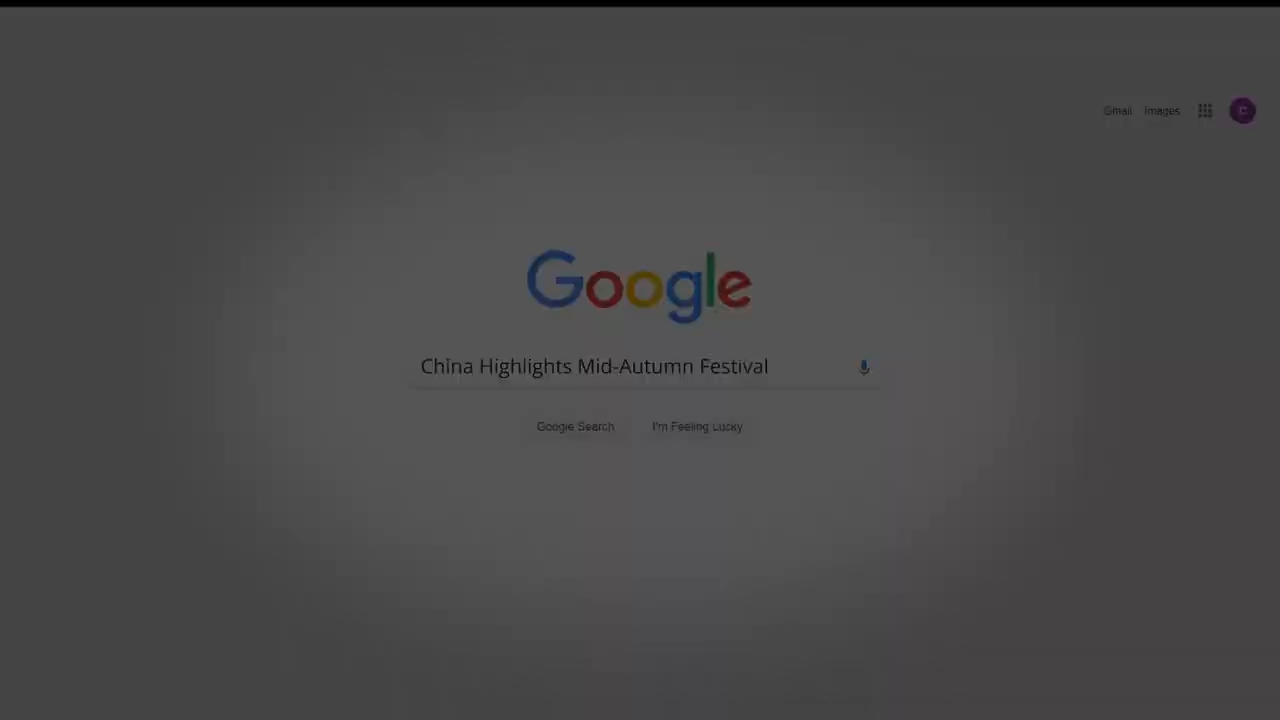 Gmail Images
C
Google
China Highlights Mid-Autumn Festival
Google Search I'm Feeling Lucky